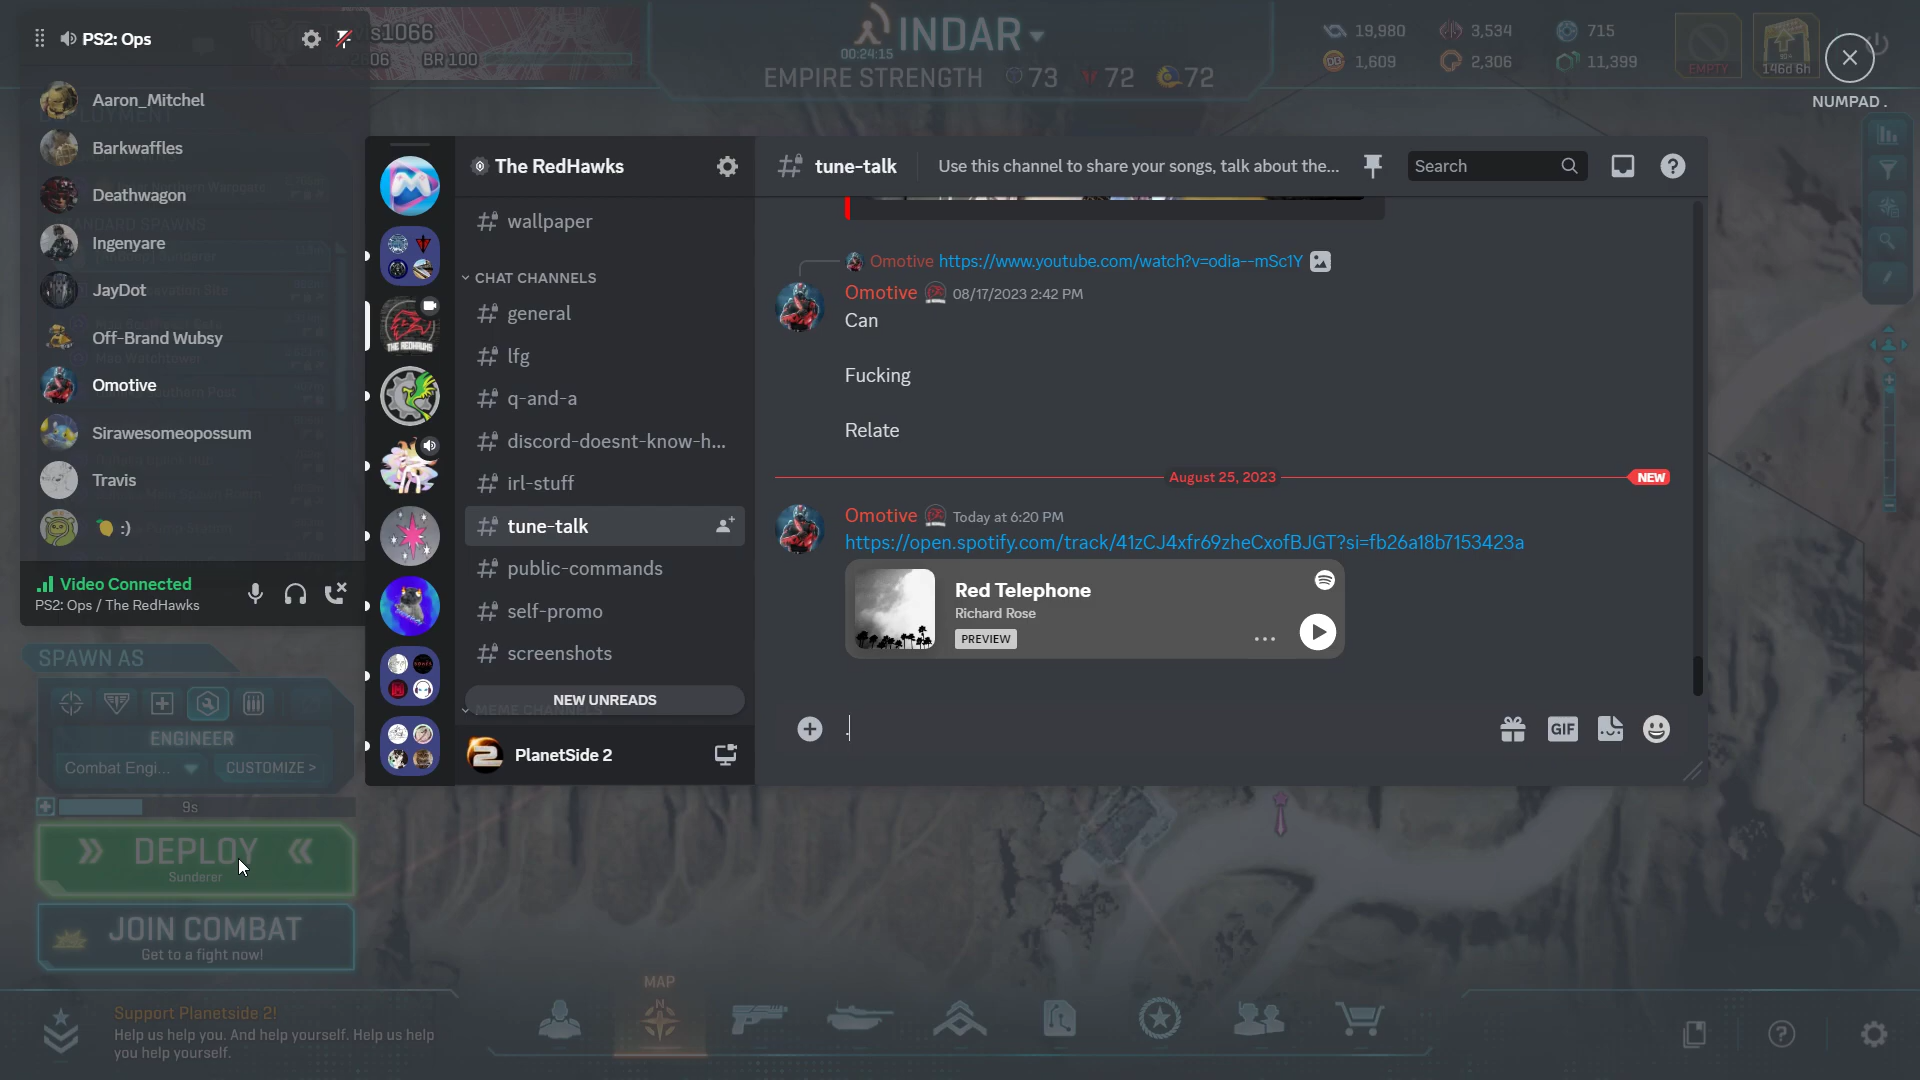 PS2: Ops
s1066
2606
BR 100
INDAR
00:24:15
EMPIRE STRENGTH
73
72
72
19,980
3,534
715
1,609
2,306
11,399
EMPTY
146d 6h
NUMPAD .
Aaron_Mitchel
Barkwaffles
Deathwagon
Ingenyare
JayDot
Off-Brand Wubsy
Omotive
Sirawesomeopossum
Travis
:)
Video Connected
PS2: Ops / The RedHawks
The RedHawks
wallpaper
CHAT CHANNELS
general
lfg
q-and-a
discord-doesnt-know-h...
irl-stuff
tune-talk
public-commands
self-promo
screenshots
NEW UNREADS
MEME CHANNELS
PlanetSide 2
THE REDHAWKS
tune-talk
Use this channel to share your songs, talk about the...
Search
Omotive https://www.youtube.com/watch?v=odia--mSc1Y
Omotive 08/17/2023 2:42 PM
Can
Fucking
Relate
August 25, 2023
NEW
Omotive Today at 6:20 PM
https://open.spotify.com/track/41zCJ4xfr69zheCxofBJGT?si=fb26a18b7153423a
Red Telephone
Richard Rose
PREVIEW
.
GIF
SPAWN AS
ENGINEER
Combat Engi...
CUSTOMIZE >
9s
DEPLOY
Sunderer
JOIN COMBAT
Get to a fight now!
Support Planetside 2!
Help us help you. And help yourself. Help us help
you help yourself.
MAP
N